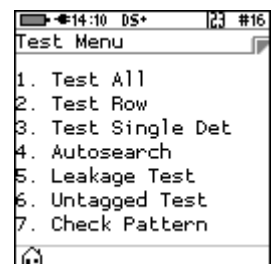 14:10 DS+ 123 #16
Test Menu
1. Test All
2. Test Row
3. Test Single Det
4. Autosearch
5. Leakage Test
6. Untagged Test
7. Check Pattern